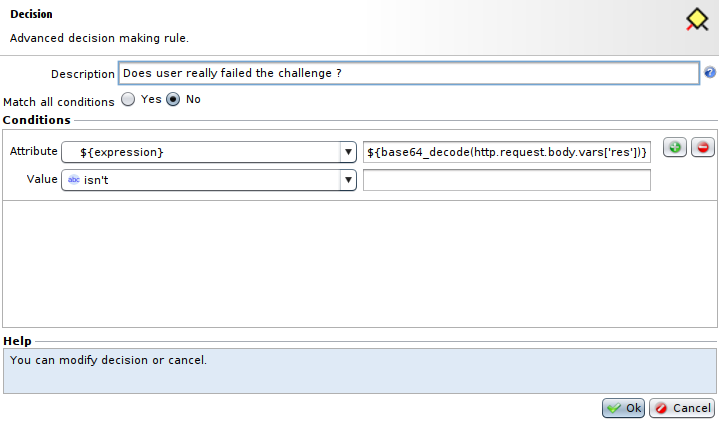 Decision
Advanced decision making rule.
Description Does user really failed the challenge ?
Match all conditions Yes No
Conditions
Attribute ${expression} ${base64_decode(http.request.body.vars['res'])}
Value abc isn't
Help
You can modify decision or cancel.
Ok Cancel